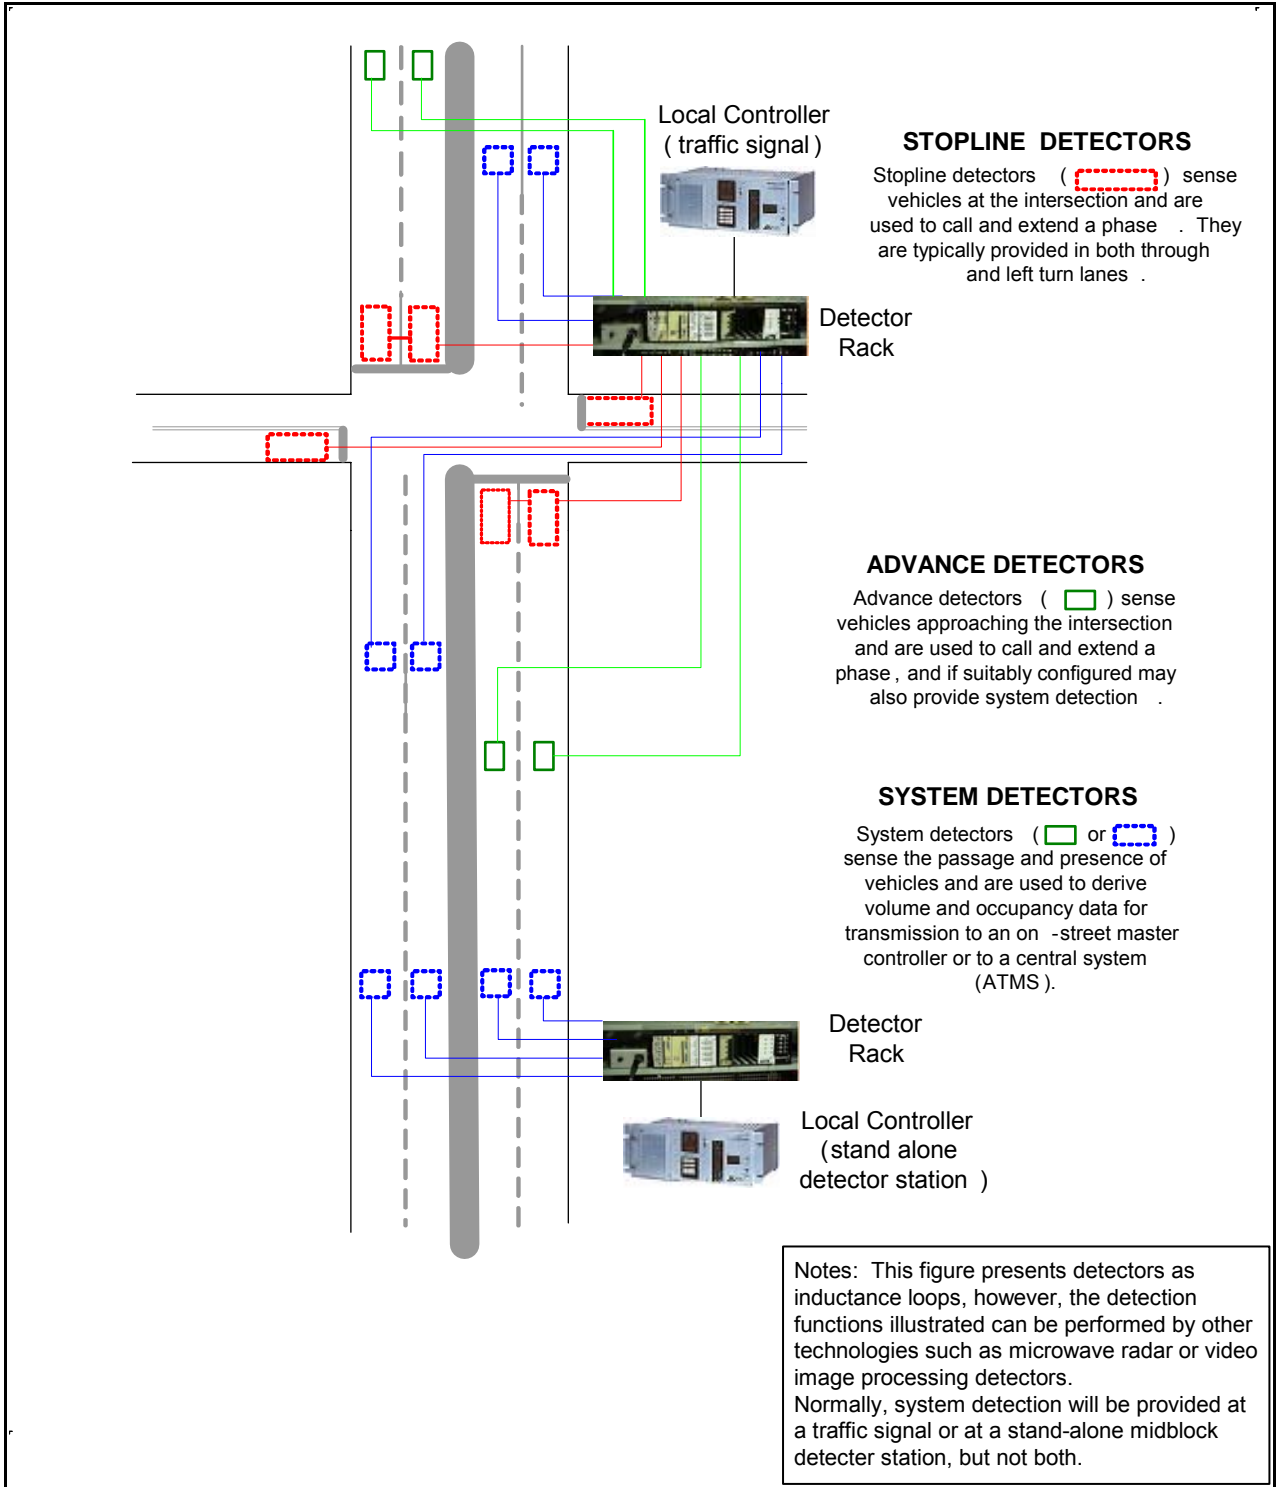 Local Controller
( traffic signal )
STOPLINE DETECTORS
Stopline detectors ( ) sense
vehicles at the intersection and are
used to call and extend a phase . They
are typically provided in both through
and left turn lanes .
Detector
Rack
ADVANCE DETECTORS
Advance detectors ( ) sense
vehicles approaching the intersection
and are used to call and extend a
phase , and if suitably configured may
also provide system detection .
SYSTEM DETECTORS
System detectors ( or )
sense the passage and presence of
vehicles and are used to derive
volume and occupancy data for
transmission to an on -street master
controller or to a central system
(ATMS ).
Detector
Rack
Local Controller
(stand alone
detector station )
Notes: This figure presents detectors as
inductance loops, however, the detection
functions illustrated can be performed by other
technologies such as microwave radar or video
image processing detectors.
Normally, system detection will be provided at
a traffic signal or at a stand-alone midblock
detecter station, but not both.